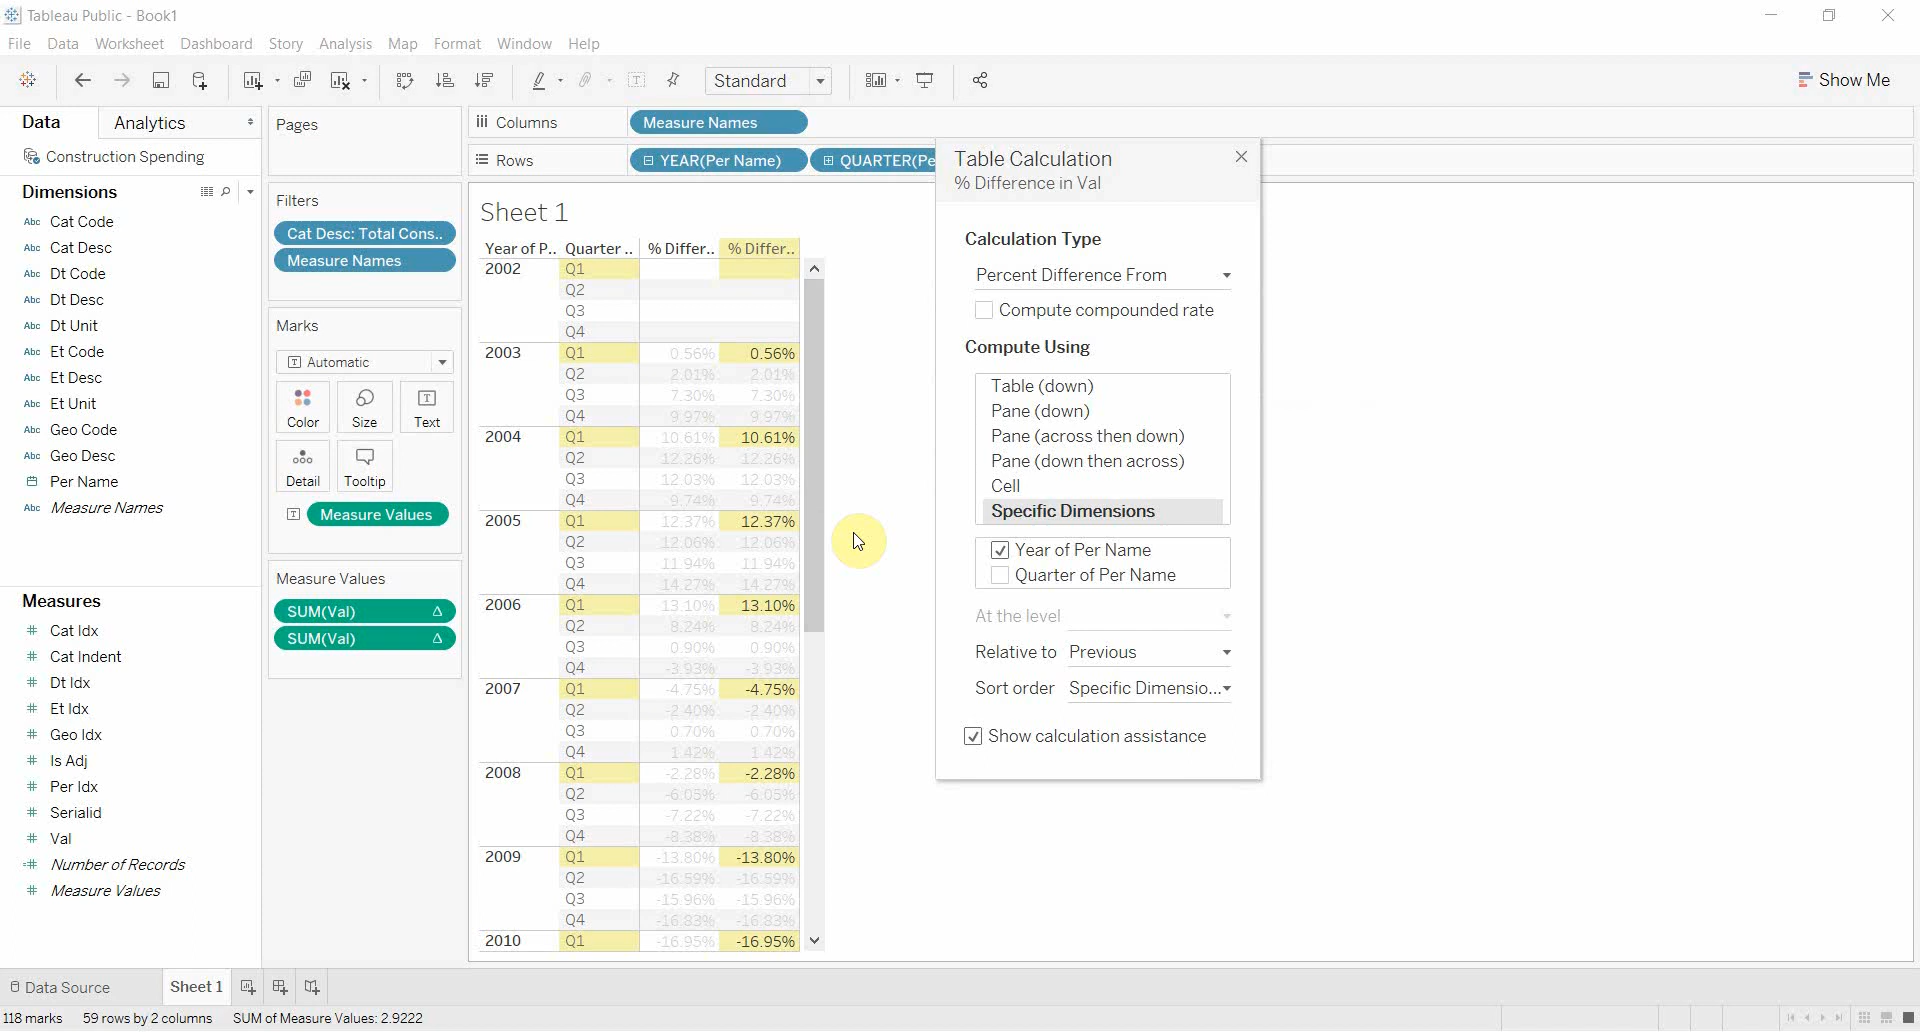 Tableau Public - Book1
File Data Worksheet Dashboard Story Analysis Map Format Window Help
Standard
Show Me
Data Analytics
Construction Spending
Dimensions
Abc Cat Code
Abc Cat Desc
Abc Dt Code
Abc Dt Desc
Abc Dt Unit
Abc Et Code
Abc Et Desc
Abc Et Unit
Abc Geo Code
Abc Geo Desc
Per Name
Abc Measure Names
Measures
# Cat Idx
# Cat Indent
# Dt Idx
# Et Idx
# Geo Idx
# Is Adj
# Per Idx
# Serialid
# Val
=# Number of Records
# Measure Values
Pages
Filters
Cat Desc: Total Cons..
Measure Names
Marks
T Automatic
Color Size Text
Detail Tooltip
T Measure Values
Measure Values
SUM(Val) Δ
SUM(Val) Δ
Columns Measure Names
Rows YEAR(Per Name) QUARTER(Pe
Sheet 1
Year of P.. Quarter .. % Differ.. % Differ..
2002 Q1
Q2
Q3
Q4
2003 Q1 0.56% 0.56%
Q2 2.01% 2.01%
Q3 7.30% 7.30%
Q4 9.97% 9.97%
2004 Q1 10.61% 10.61%
Q2 12.26% 12.26%
Q3 12.03% 12.03%
Q4 9.74% 9.74%
2005 Q1 12.37% 12.37%
Q2 12.06% 12.06%
Q3 11.94% 11.94%
Q4 14.27% 14.27%
2006 Q1 13.10% 13.10%
Q2 8.24% 8.24%
Q3 0.90% 0.90%
Q4 -3.93% -3.93%
2007 Q1 -4.75% -4.75%
Q2 -2.40% -2.40%
Q3 0.70% 0.70%
Q4 1.42% 1.42%
2008 Q1 -2.28% -2.28%
Q2 -6.05% -6.05%
Q3 -7.22% -7.22%
Q4 -8.38% -8.38%
2009 Q1 -13.80% -13.80%
Q2 -16.59% -16.59%
Q3 -15.96% -15.96%
Q4 -16.83% -16.83%
2010 Q1 -16.95% -16.95%
Table Calculation
% Difference in Val
Calculation Type
Percent Difference From
Compute compounded rate
Compute Using
Table (down)
Pane (down)
Pane (across then down)
Pane (down then across)
Cell
Specific Dimensions
Year of Per Name
Quarter of Per Name
At the level
Relative to Previous
Sort order Specific Dimensio...
Show calculation assistance
Data Source Sheet 1
118 marks 59 rows by 2 columns SUM of Measure Values: 2.9222